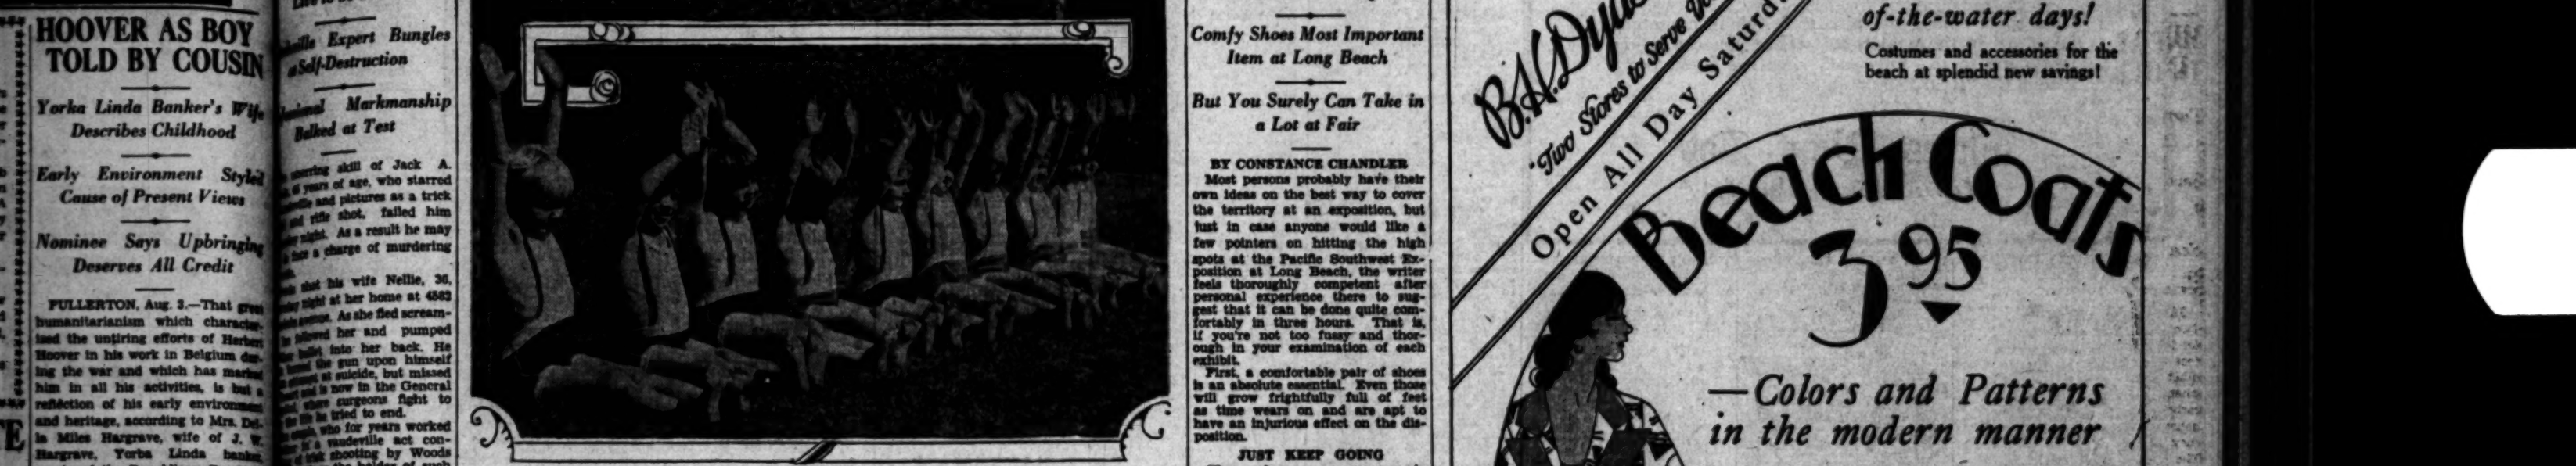 HOOVER AS BOY
TOLD BY COUSIN
Yorka Linda Banker's Wife
Describes Childhood
Early Environment Styled
Cause of Present Views
Nominee Says Upbringing
Deserves All Credit
FULLERTON, Aug. 3.—That great
humanitarianism which character-
ized the untiring efforts of Herbert
Hoover in his work in Belgium dur-
ing the war and which has marked
him in all his activities, is but a
reflection of his early environment
and heritage, according to Mrs. Del-
la Miles Hargrave, wife of J. W.
Hargrave, Yorba Linda banker,
Expert Bungles
Self-Destruction
Markmanship
Balked at Test
skill of Jack A.
years of age, who starred
and pictures as a trick
and rifle shot, failed him
night. As a result he may
face a charge of murdering
shot his wife Nellie, 36,
night at her home at 4583
avenue. As she fled scream-
followed her and pumped
bullet into her back. He
turned the gun upon himself
at suicide, but missed
and is now in the General
where surgeons fight to
he tried to end.
who for years worked
in a vaudeville act con-
of trick shooting by Woods
Comfy Shoes Most Important
Item at Long Beach
But You Surely Can Take in
a Lot at Fair
BY CONSTANCE CHANDLER
Most persons probably have their
own ideas on the best way to cover
the territory at an exposition, but
just in case anyone would like a
few pointers on hitting the high
spots at the Pacific Southwest Ex-
position at Long Beach, the writer
feels thoroughly competent after
personal experience there to sug-
gest that it can be done quite com-
fortably in three hours. That is,
if you're not too fussy and thor-
ough in your examination of each
exhibit.
First, a comfortable pair of shoes
is an absolute essential. Even those
will grow frightfully full of feet
as time wears on and are apt to
have an injurious effect on the dis-
position.
JUST KEEP GOING
B.H. Dyas
"Two Stores to Serve
Open All Day Saturd
of-the-water days!
Costumes and accessories for the
beach at splendid new savings!
Beach Coats
3.95
—Colors and Patterns
in the modern manner